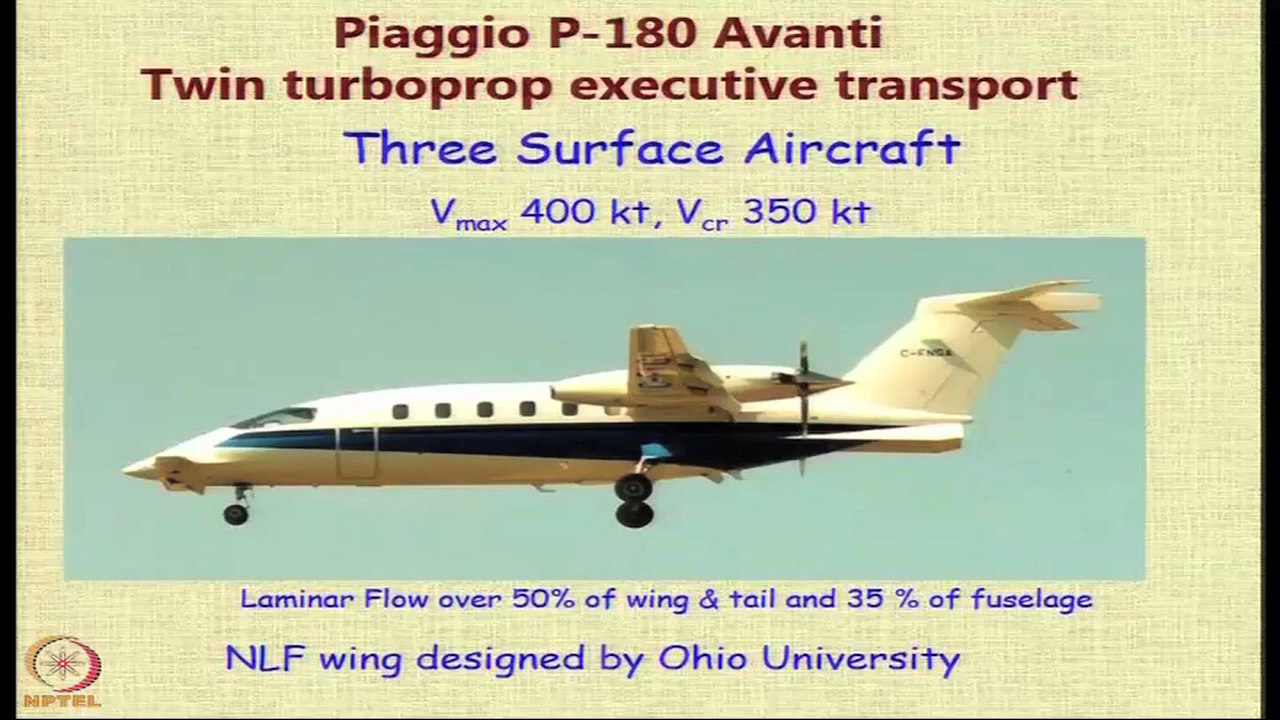 Piaggio P-180 Avanti
Twin turboprop executive transport
Three Surface Aircraft
Vmax 400 kt, Vcr 350 kt
Laminar Flow over 50% of wing & tail and 35 % of fuselage
NLF wing designed by Ohio University
NPTEL